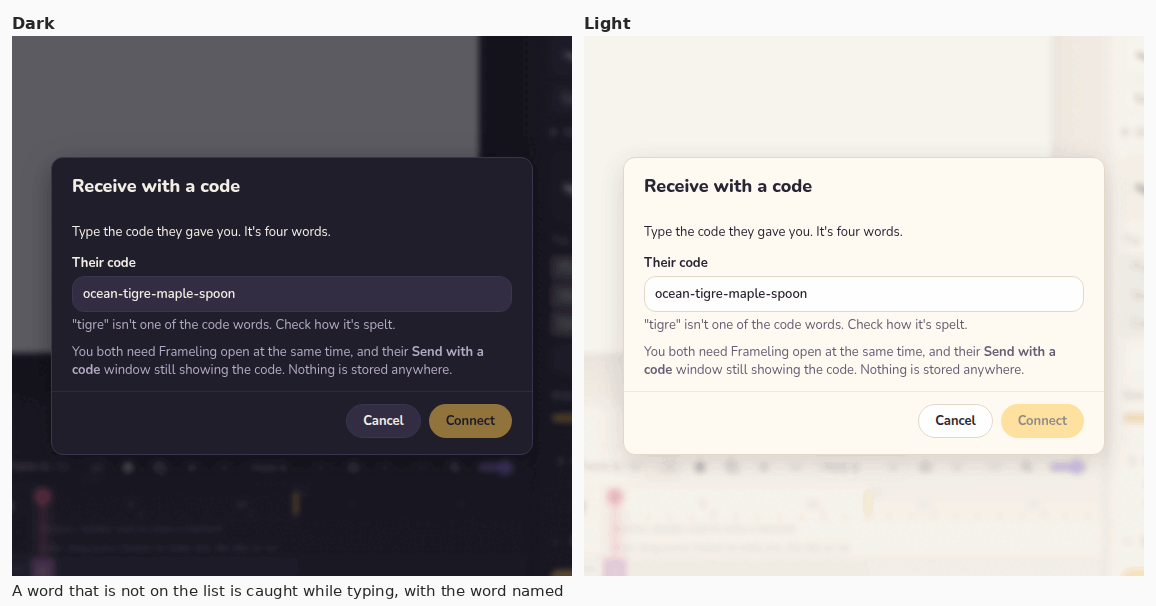 Dark
Light
Receive with a code
Type the code they gave you. It's four words.
Their code
ocean-tigre-maple-spoon
"tigre" isn't one of the code words. Check how it's spelt.
You both need Frameling open at the same time, and their Send with a
code window still showing the code. Nothing is stored anywhere.
Cancel
Connect
Receive with a code
Type the code they gave you. It's four words.
Their code
ocean-tigre-maple-spoon
"tigre" isn't one of the code words. Check how it's spelt.
You both need Frameling open at the same time, and their Send with a
code window still showing the code. Nothing is stored anywhere.
Cancel
Connect
A word that is not on the list is caught while typing, with the word named